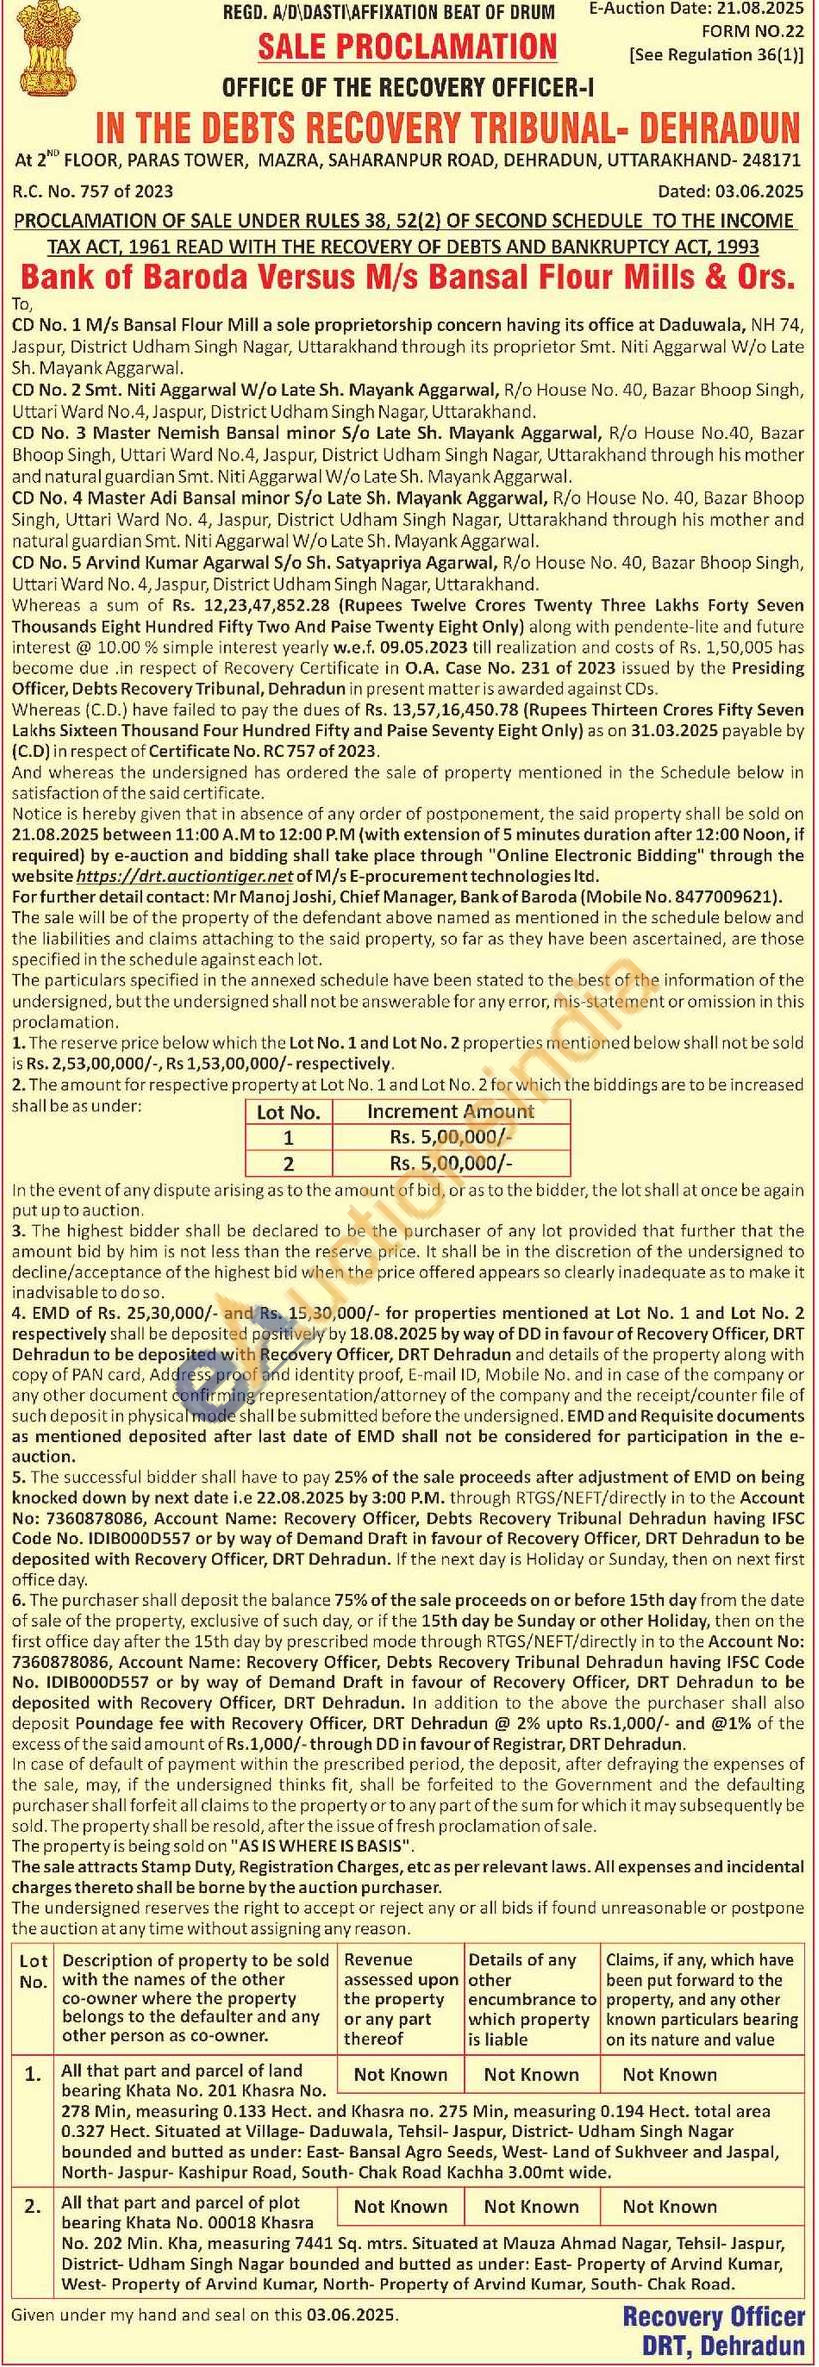 REGD. A/D\DASTI\AFFIXATION BEAT OF DRUM
SALE PROCLAMATION
OFFICE OF THE RECOVERY OFFICER-I
E-Auction Date: 21.08.2025
FORM NO.22
[See Regulation 36(1)]
IN THE DEBTS RECOVERY TRIBUNAL- DEHRADUN
At 2ND FLOOR, PARAS TOWER, MAZRA, SAHARANPUR ROAD, DEHRADUN, UTTARAKHAND- 248171
R.C. No. 757 of 2023 Dated: 03.06.2025
PROCLAMATION OF SALE UNDER RULES 38, 52(2) OF SECOND SCHEDULE TO THE INCOME
TAX ACT, 1961 READ WITH THE RECOVERY OF DEBTS AND BANKRUPTCY ACT, 1993
Bank of Baroda Versus M/s Bansal Flour Mills & Ors.
To,
CD No. 1 M/s Bansal Flour Mill a sole proprietorship concern having its office at Daduwala, NH 74,
Jaspur, District Udham Singh Nagar, Uttarakhand through its proprietor Smt. Niti Aggarwal W/o Late
Sh. Mayank Aggarwal.
CD No. 2 Smt. Niti Aggarwal W/o Late Sh. Mayank Aggarwal, R/o House No. 40, Bazar Bhoop Singh,
Uttari Ward No.4, Jaspur, District Udham Singh Nagar, Uttarakhand.
CD No. 3 Master Nemish Bansal minor S/o Late Sh. Mayank Aggarwal, R/o House No.40, Bazar
Bhoop Singh, Uttari Ward No.4, Jaspur, District Udham Singh Nagar, Uttarakhand through his mother
and natural guardian Smt. Niti Aggarwal W/o Late Sh. Mayank Aggarwal.
CD No. 4 Master Adi Bansal minor S/o Late Sh. Mayank Aggarwal, R/o House No. 40, Bazar Bhoop
Singh, Uttari Ward No. 4, Jaspur, District Udham Singh Nagar, Uttarakhand through his mother and
natural guardian Smt. Niti Aggarwal W/o Late Sh. Mayank Aggarwal.
CD No. 5 Arvind Kumar Agarwal S/o Sh. Satyapriya Agarwal, R/o House No. 40, Bazar Bhoop Singh,
Uttari Ward No. 4, Jaspur, District Udham Singh Nagar, Uttarakhand.
Whereas a sum of Rs. 12,23,47,852.28 (Rupees Twelve Crores Twenty Three Lakhs Forty Seven
Thousands Eight Hundred Fifty Two And Paise Twenty Eight Only) along with pendente-lite and future
interest @ 10.00 % simple interest yearly w.e.f. 09.05.2023 till realization and costs of Rs. 1,50,005 has
become due .in respect of Recovery Certificate in O.A. Case No. 231 of 2023 issued by the Presiding
Officer, Debts Recovery Tribunal, Dehradun in present matter is awarded against CDs.
Whereas (C.D.) have failed to pay the dues of Rs. 13,57,16,450.78 (Rupees Thirteen Crores Fifty Seven
Lakhs Sixteen Thousand Four Hundred Fifty and Paise Seventy Eight Only) as on 31.03.2025 payable by
(C.D) in respect of Certificate No. RC 757 of 2023.
And whereas the undersigned has ordered the sale of property mentioned in the Schedule below in
satisfaction of the said certificate.
Notice is hereby given that in absence of any order of postponement, the said property shall be sold on
21.08.2025 between 11:00 A.M to 12:00 P.M (with extension of 5 minutes duration after 12:00 Noon, if
required) by e-auction and bidding shall take place through "Online Electronic Bidding" through the
website https://drt.auctiontiger.net of M/s E-procurement technologies ltd.
For further detail contact: Mr Manoj Joshi, Chief Manager, Bank of Baroda (Mobile No. 8477009621).
The sale will be of the property of the defendant above named as mentioned in the schedule below and
the liabilities and claims attaching to the said property, so far as they have been ascertained, are those
specified in the schedule against each lot.
The particulars specified in the annexed schedule have been stated to the best of the information of the
undersigned, but the undersigned shall not be answerable for any error, mis-statement or omission in this
proclamation.
1. The reserve price below which the Lot No. 1 and Lot No. 2 properties mentioned below shall not be sold
is Rs. 2,53,00,000/-, Rs 1,53,00,000/- respectively.
2. The amount for respective property at Lot No. 1 and Lot No. 2 for which the biddings are to be increased
shall be as under:
Lot No. Increment Amount
1 Rs. 5,00,000/-
2 Rs. 5,00,000/-
In the event of any dispute arising as to the amount of bid, or as to the bidder, the lot shall at once be again
put up to auction.
3. The highest bidder shall be declared to be the purchaser of any lot provided that further that the
amount bid by him is not less than the reserve price. It shall be in the discretion of the undersigned to
decline/acceptance of the highest bid when the price offered appears so clearly inadequate as to make it
inadvisable to do so.
4. EMD of Rs. 25,30,000/- and Rs. 15,30,000/- for properties mentioned at Lot No. 1 and Lot No. 2
respectively shall be deposited positively by 18.08.2025 by way of DD in favour of Recovery Officer, DRT
Dehradun to be deposited with Recovery Officer, DRT Dehradun and details of the property along with
copy of PAN card, Address proof and identity proof, E-mail ID, Mobile No. and in case of the company or
any other document confirming representation/attorney of the company and the receipt/counter file of
such deposit in physical mode shall be submitted before the undersigned. EMD and Requisite documents
as mentioned deposited after last date of EMD shall not be considered for participation in the e-
auction.
5. The successful bidder shall have to pay 25% of the sale proceeds after adjustment of EMD on being
knocked down by next date i.e 22.08.2025 by 3:00 P.M. through RTGS/NEFT/directly in to the Account
No: 7360878086, Account Name: Recovery Officer, Debts Recovery Tribunal Dehradun having IFSC
Code No. IDIB000D557 or by way of Demand Draft in favour of Recovery Officer, DRT Dehradun to be
deposited with Recovery Officer, DRT Dehradun. If the next day is Holiday or Sunday, then on next first
office day.
6. The purchaser shall deposit the balance 75% of the sale proceeds on or before 15th day from the date
of sale of the property, exclusive of such day, or if the 15th day be Sunday or other Holiday, then on the
first office day after the 15th day by prescribed mode through RTGS/NEFT/directly in to the Account No:
7360878086, Account Name: Recovery Officer, Debts Recovery Tribunal Dehradun having IFSC Code
No. IDIB000D557 or by way of Demand Draft in favour of Recovery Officer, DRT Dehradun to be
deposited with Recovery Officer, DRT Dehradun. In addition to the above the purchaser shall also
deposit Poundage fee with Recovery Officer, DRT Dehradun @ 2% upto Rs.1,000/- and @1% of the
excess of the said amount of Rs.1,000/- through DD in favour of Registrar, DRT Dehradun.
In case of default of payment within the prescribed period, the deposit, after defraying the expenses of
the sale, may, if the undersigned thinks fit, shall be forfeited to the Government and the defaulting
purchaser shall forfeit all claims to the property or to any part of the sum for which it may subsequently be
sold. The property shall be resold, after the issue of fresh proclamation of sale.
The property is being sold on "AS IS WHERE IS BASIS".
The sale attracts Stamp Duty, Registration Charges, etc as per relevant laws. All expenses and incidental
charges thereto shall be borne by the auction purchaser.
The undersigned reserves the right to accept or reject any or all bids if found unreasonable or postpone
the auction at any time without assigning any reason.
Lot No. Description of property to be sold with the names of the other co-owner where the property belongs to the defaulter and any other person as co-owner. Revenue assessed upon the property or any part thereof Details of any other encumbrance to which property is liable Claims, if any, which have been put forward to the property, and any other known particulars bearing on its nature and value
1. All that part and parcel of land Not Known Not Known Not Known
bearing Khata No. 201 Khasra No.
278 Min, measuring 0.133 Hect. and Khasra no. 275 Min, measuring 0.194 Hect. total area
0.327 Hect. Situated at Village- Daduwala, Tehsil- Jaspur, District- Udham Singh Nagar
bounded and butted as under: East- Bansal Agro Seeds, West- Land of Sukhveer and Jaspal,
North- Jaspur- Kashipur Road, South- Chak Road Kachha 3.00mt wide.
2. All that part and parcel of plot Not Known Not Known Not Known
bearing Khata No. 00018 Khasra
No. 202 Min. Kha, measuring 7441 Sq. mtrs. Situated at Mauza Ahmad Nagar, Tehsil- Jaspur,
District- Udham Singh Nagar bounded and butted as under: East- Property of Arvind Kumar,
West- Property of Arvind Kumar, North- Property of Arvind Kumar, South- Chak Road.
Given under my hand and seal on this 03.06.2025.
Recovery Officer
DRT, Dehradun
eAuctionsindia